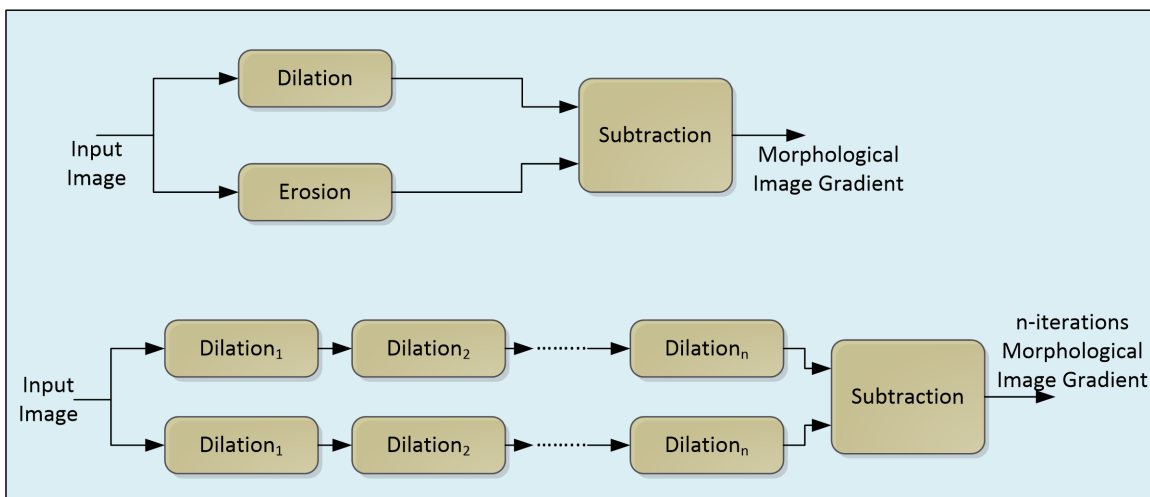 Dilation
Input
Image
Erosion
Subtraction
Morphological
Image Gradient
Input
Image
Dilation₁
Dilation₂
Dilationₙ
Dilation₁
Dilation₂
Dilationₙ
Subtraction
n-iterations
Morphological
Image Gradient